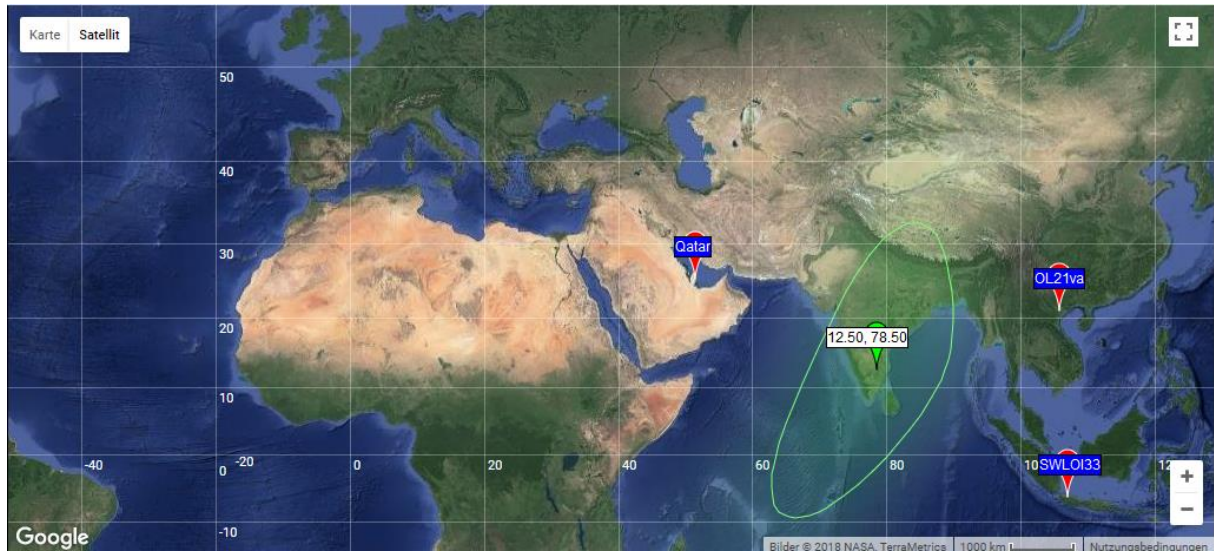 Karte Satellit
50
40
30
Qatar
OL21va
20
12.50, 78.50
10
-40 -20 0 20 40 60 80
0
SWLOI33
-10
+
−
Google
Bilder © 2018 NASA, TerraMetrics 1000 km Nutzungsbedingungen